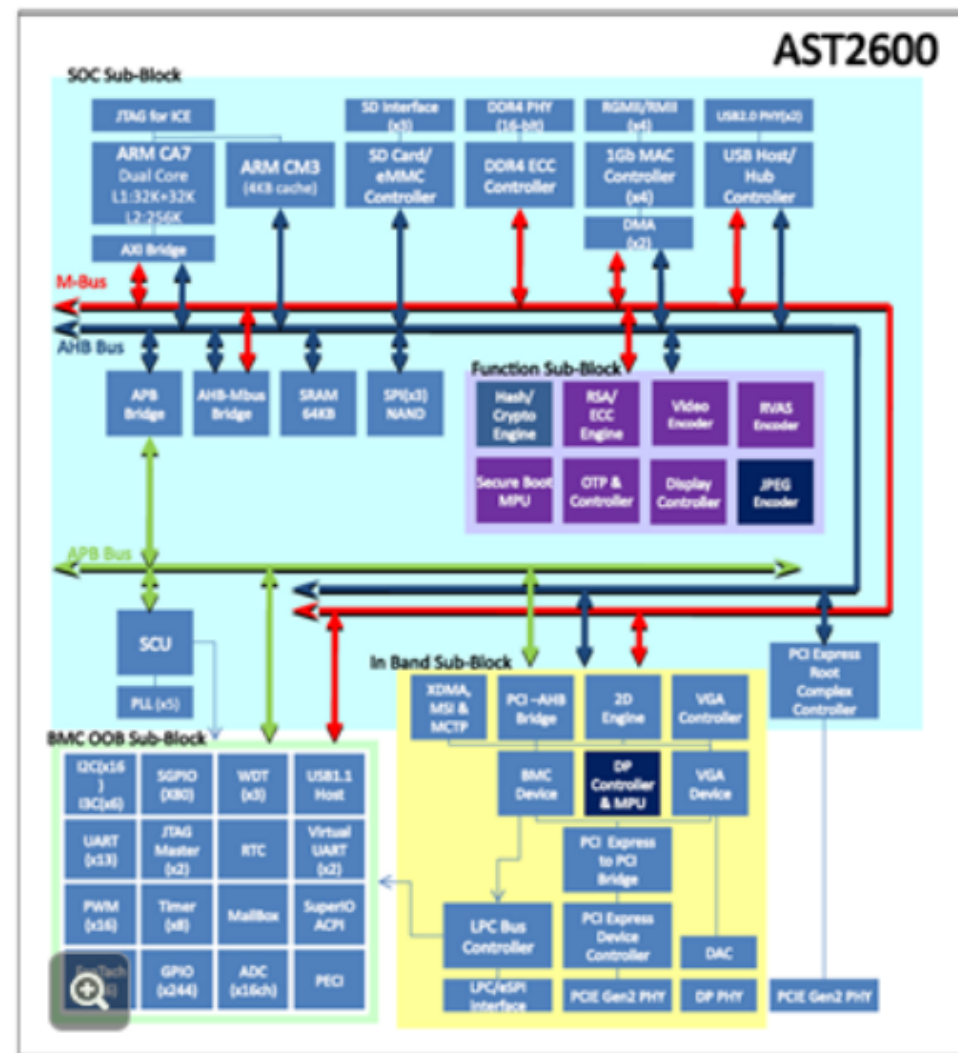 AST2600
SOC Sub-Block
JTAG for ICE
ARM CA7
Dual Core
L1:32K+32K
L2:256K
AXI Bridge
ARM CM3
(4KB cache)
SD Interface
(x3)
SD Card/
eMMC
Controller
DDR4 PHY
(16-bit)
DDR4 ECC
Controller
RGMII/RMII
(x4)
1Gb MAC
Controller
(x4)
DMA
(x2)
USB2.0 PHY(x2)
USB Host/
Hub
Controller
M-Bus
AHB Bus
APB
Bridge
AHB-Mbus
Bridge
SRAM
64KB
SPI(x3)
NAND
Function Sub-Block
Hash/
Crypto
Engine
RSA/
ECC
Engine
Video
Encoder
RVAS
Encoder
Secure Boot
MPU
OTP &
Controller
Display
Controller
JPEG
Encoder
APB Bus
SCU
PLL (x5)
In Band Sub-Block
XDMA,
MSI &
MCTP
PCI -AHB
Bridge
2D
Engine
VGA
Controller
PCI Express
Root
Complex
Controller
BMC
Device
DP
Controller
& MPU
VGA
Device
PCI Express
to PCI
Bridge
LPC Bus
Controller
PCI Express
Device
Controller
DAC
LPC/eSPI
Interface
PCIE Gen2 PHY
DP PHY
PCIE Gen2 PHY
BMC OOB Sub-Block
I2C(x16
)
I3C(x6)
SGPIO
(X80)
WDT
(x3)
USB1.1
Host
UART
(x13)
JTAG
Master
(x2)
RTC
Virtual
UART
(x2)
PWM
(x16)
Timer
(x8)
MailBox
SuperIO
ACPI
GPIO
(x244)
ADC
(x16ch)
PECI